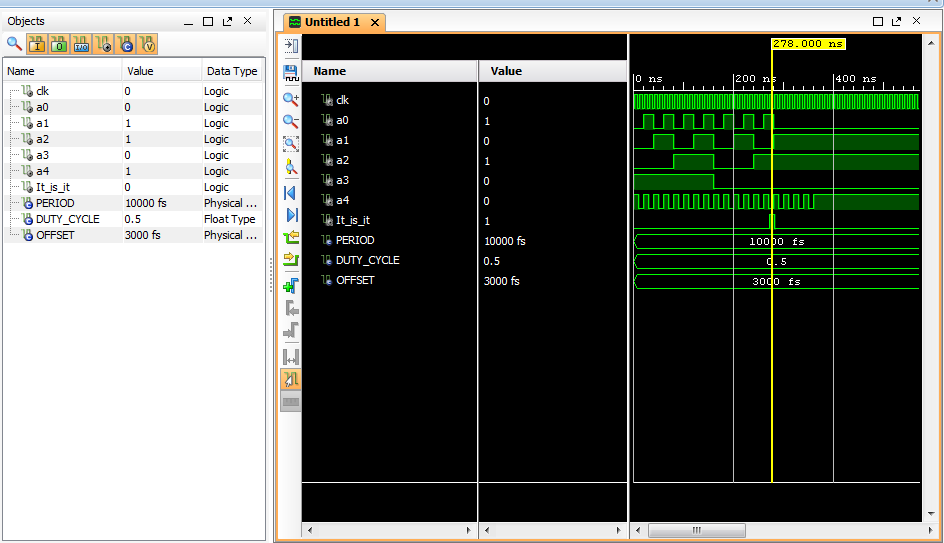 Objects
Name Value Data Type
clk 0 Logic
a0 0 Logic
a1 1 Logic
a2 1 Logic
a3 0 Logic
a4 1 Logic
It_is_it 0 Logic
PERIOD 10000 fs Physical ...
DUTY_CYCLE 0.5 Float Type
OFFSET 3000 fs Physical ...
Untitled 1
278.000 ns
Name Value
0 ns 200 ns 400 ns
clk 0
a0 1
a1 0
a2 1
a3 0
a4 0
It_is_it 1
PERIOD 10000 fs 10000 fs
DUTY_CYCLE 0.5 0.5
OFFSET 3000 fs 3000 fs